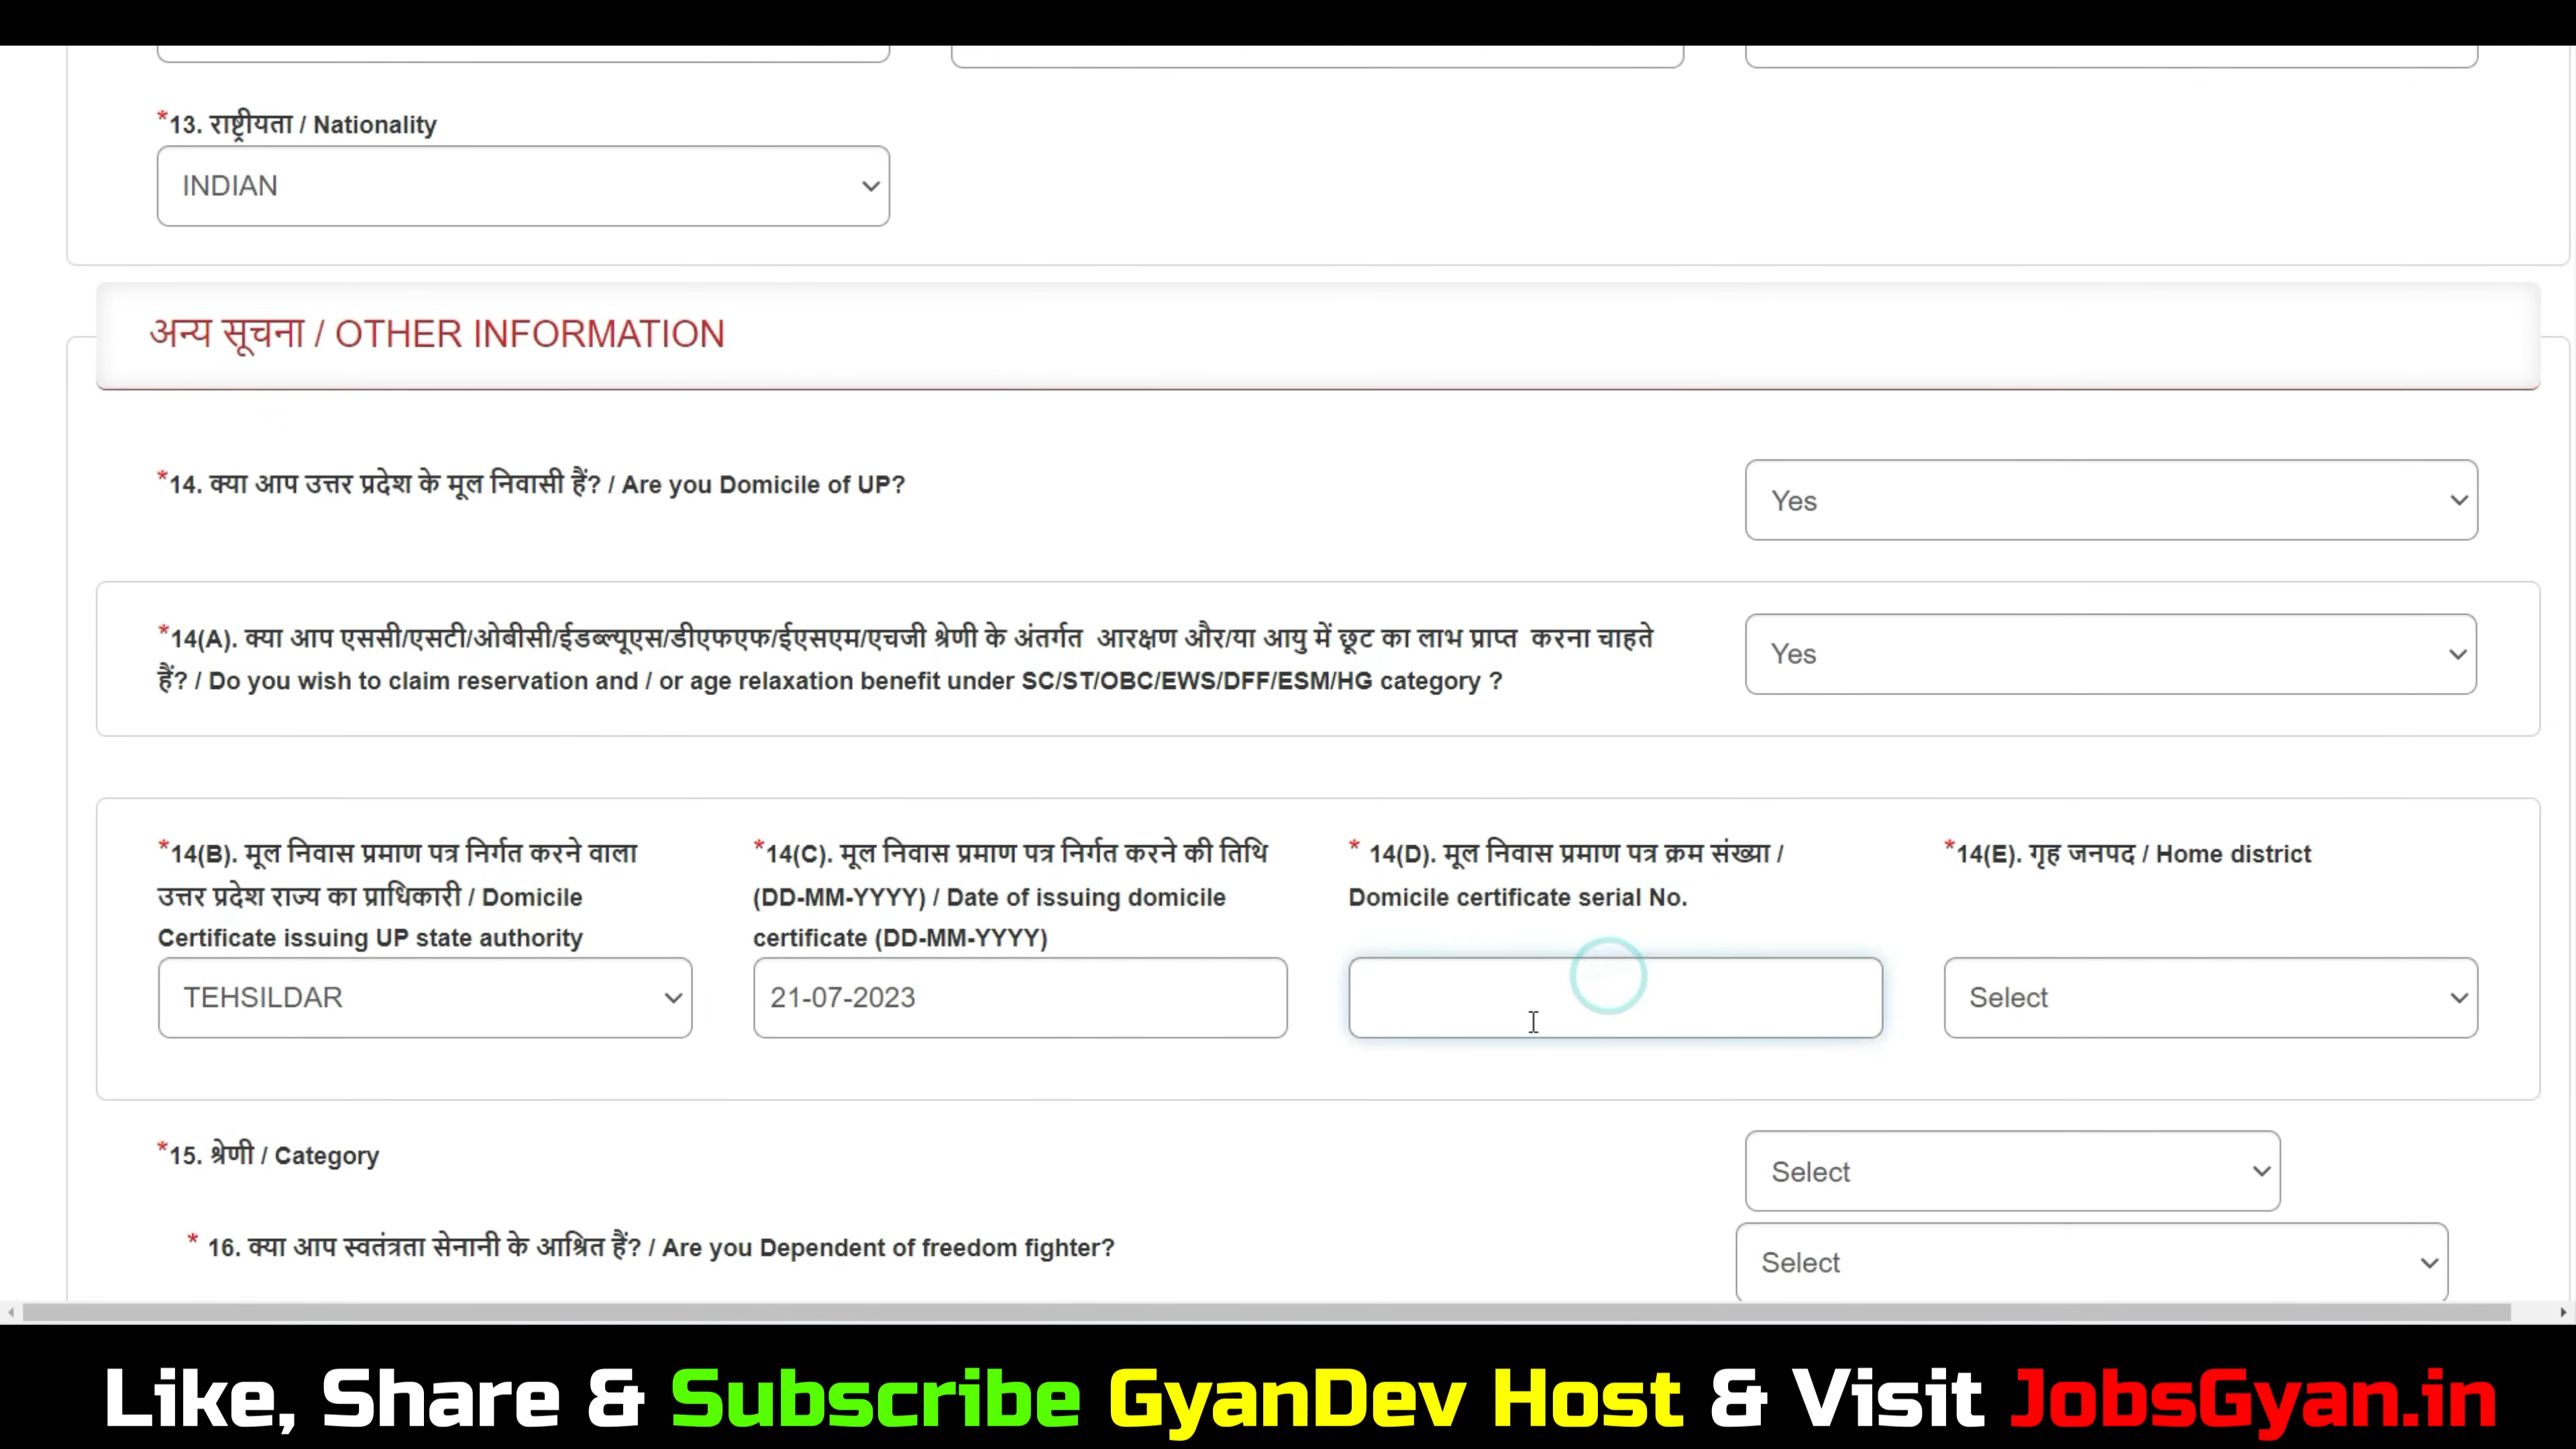 *13. राष्ट्रीयता / Nationality
INDIAN
अन्य सूचना / OTHER INFORMATION
*14. क्या आप उत्तर प्रदेश के मूल निवासी हैं? / Are you Domicile of UP?
Yes
*14(A). क्या आप एससी/एसटी/ओबीसी/ईडब्ल्यूएस/डीएफएफ/ईएसएम/एचजी श्रेणी के अंतर्गत आरक्षण और/या आयु में छूट का लाभ प्राप्त करना चाहते
हैं? / Do you wish to claim reservation and / or age relaxation benefit under SC/ST/OBC/EWS/DFF/ESM/HG category ?
Yes
*14(B). मूल निवास प्रमाण पत्र निर्गत करने वाला
उत्तर प्रदेश राज्य का प्राधिकारी / Domicile
Certificate issuing UP state authority
TEHSILDAR
*14(C). मूल निवास प्रमाण पत्र निर्गत करने की तिथि
(DD-MM-YYYY) / Date of issuing domicile
certificate (DD-MM-YYYY)
21-07-2023
* 14(D). मूल निवास प्रमाण पत्र क्रम संख्या /
Domicile certificate serial No.
*14(E). गृह जनपद / Home district
Select
*15. श्रेणी / Category
Select
* 16. क्या आप स्वतंत्रता सेनानी के आश्रित हैं? / Are you Dependent of freedom fighter?
Select
Like, Share & Subscribe GyanDev Host & Visit JobsGyan.in